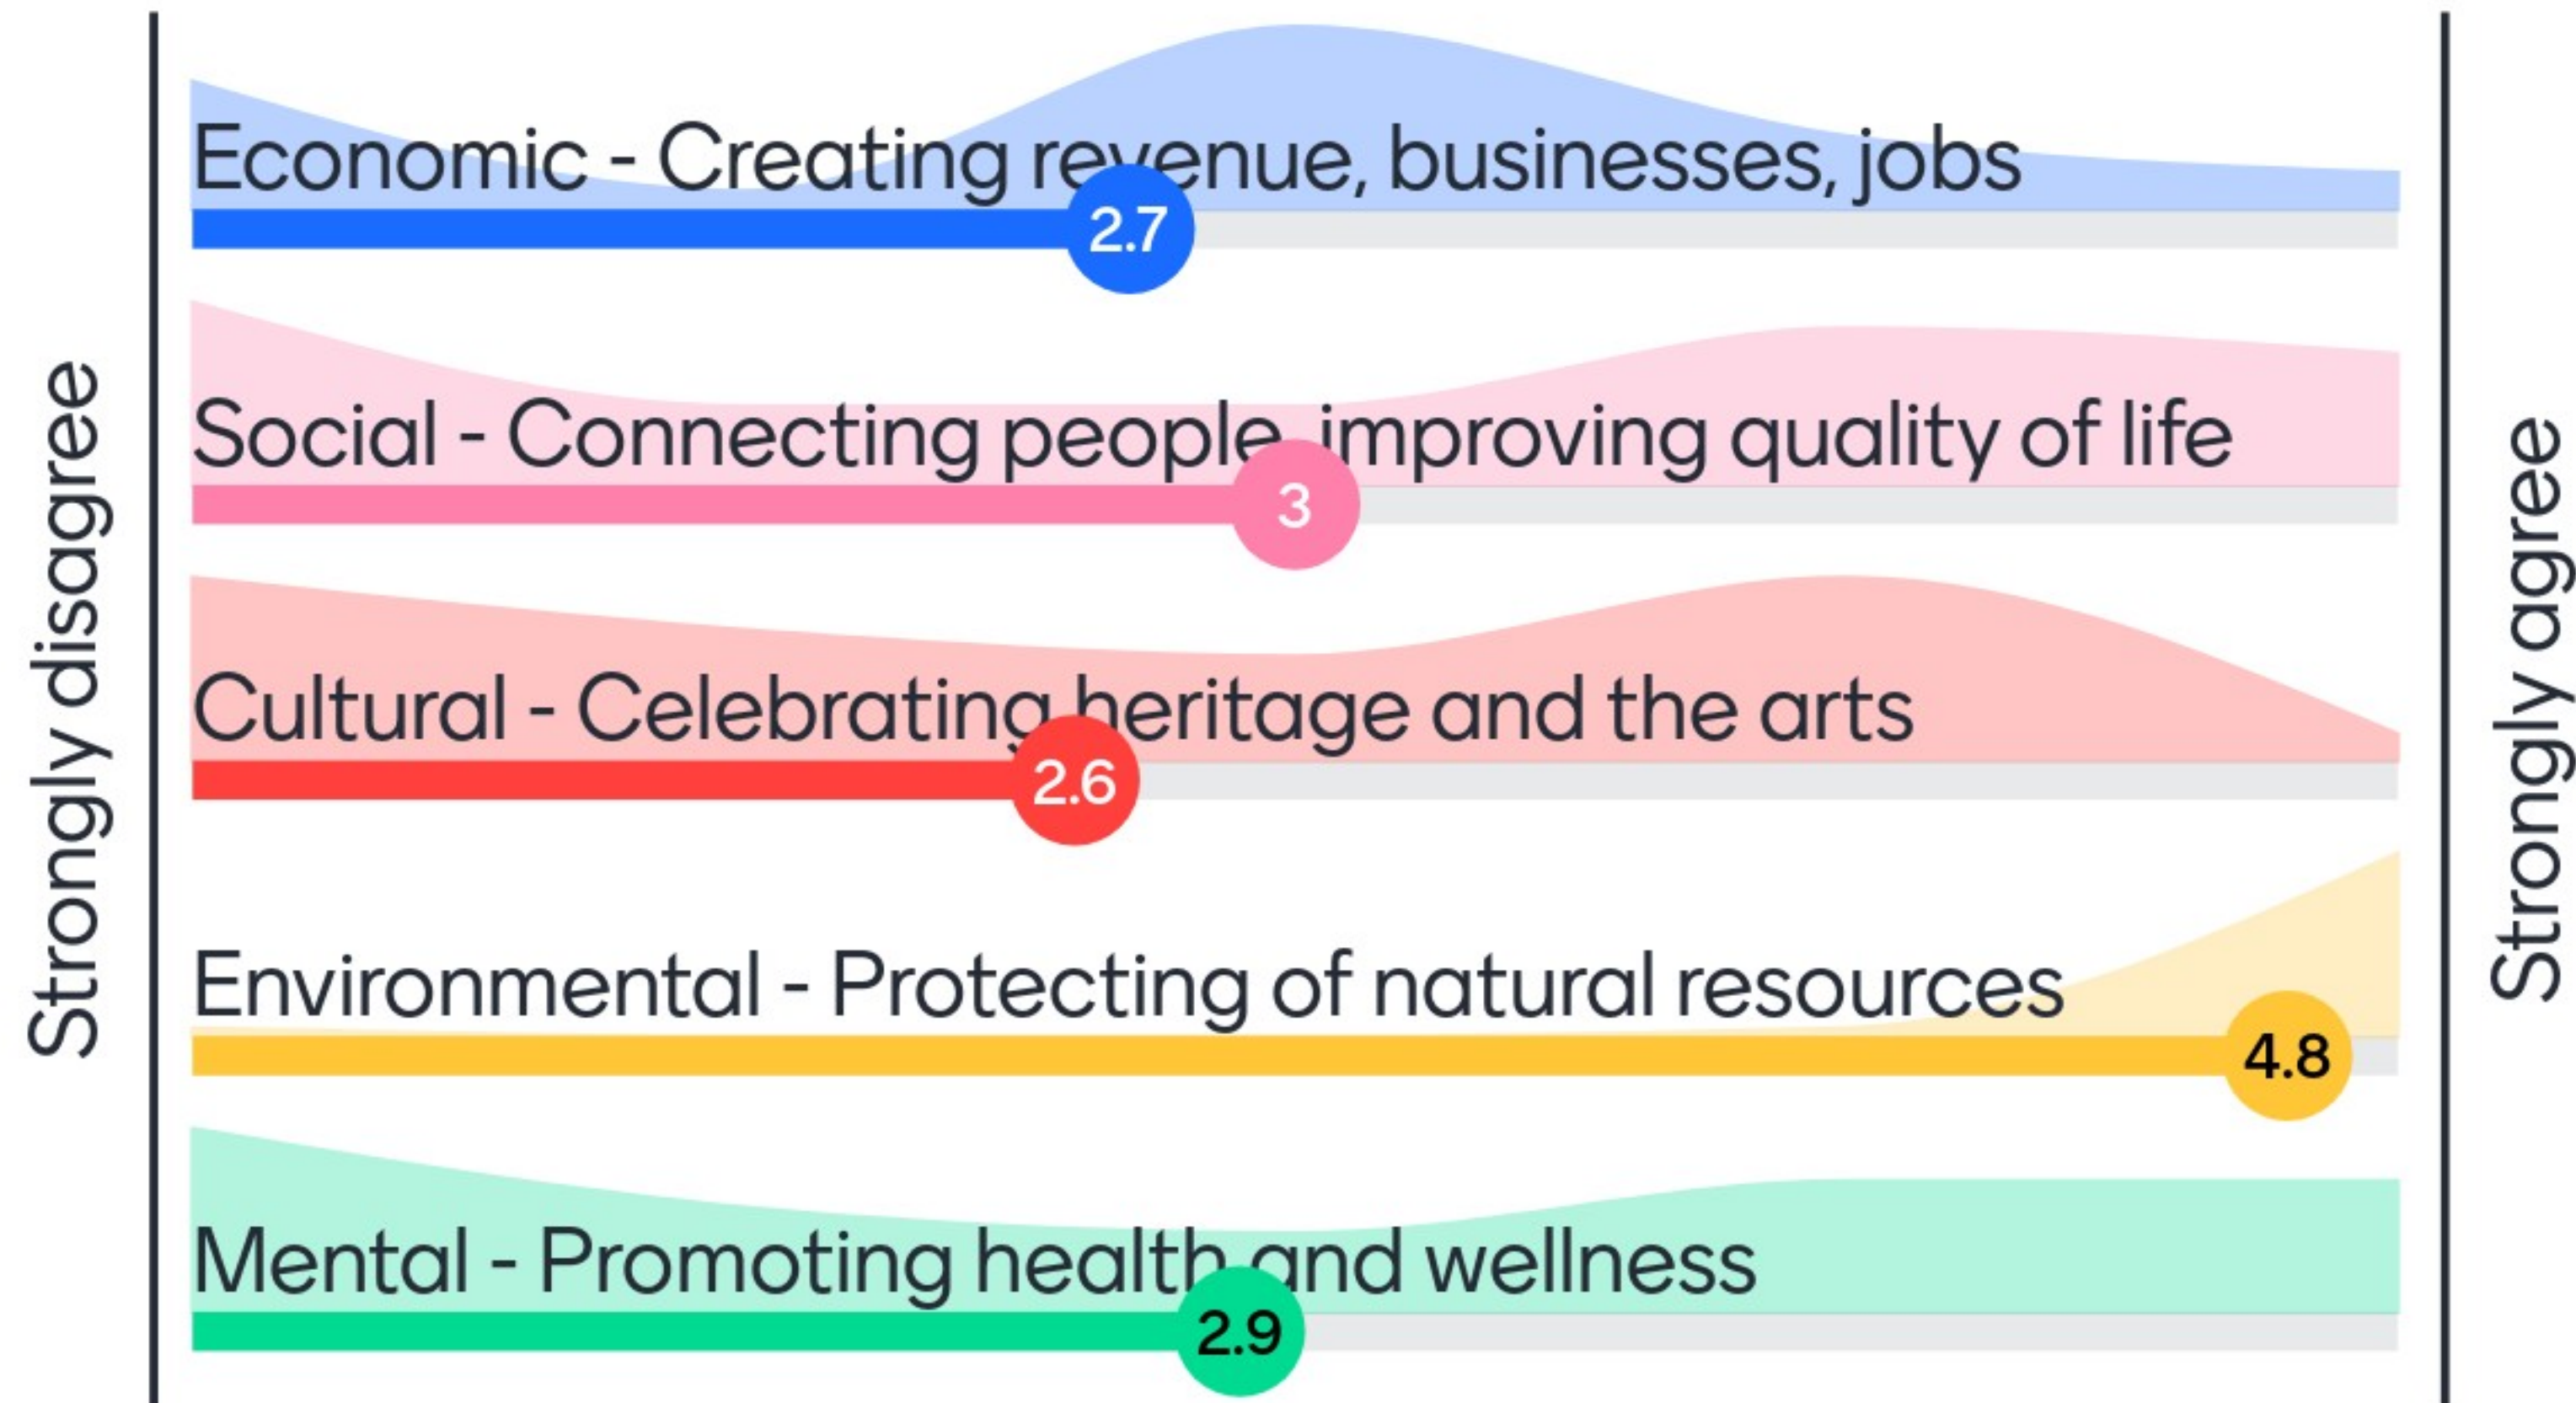 Strongly disagree
Economic - Creating revenue, businesses, jobs
2.7
Social - Connecting people, improving quality of life
3
Cultural - Celebrating heritage and the arts
2.6
Environmental - Protecting of natural resources
4.8
Mental - Promoting health and wellness
2.9
Strongly agree